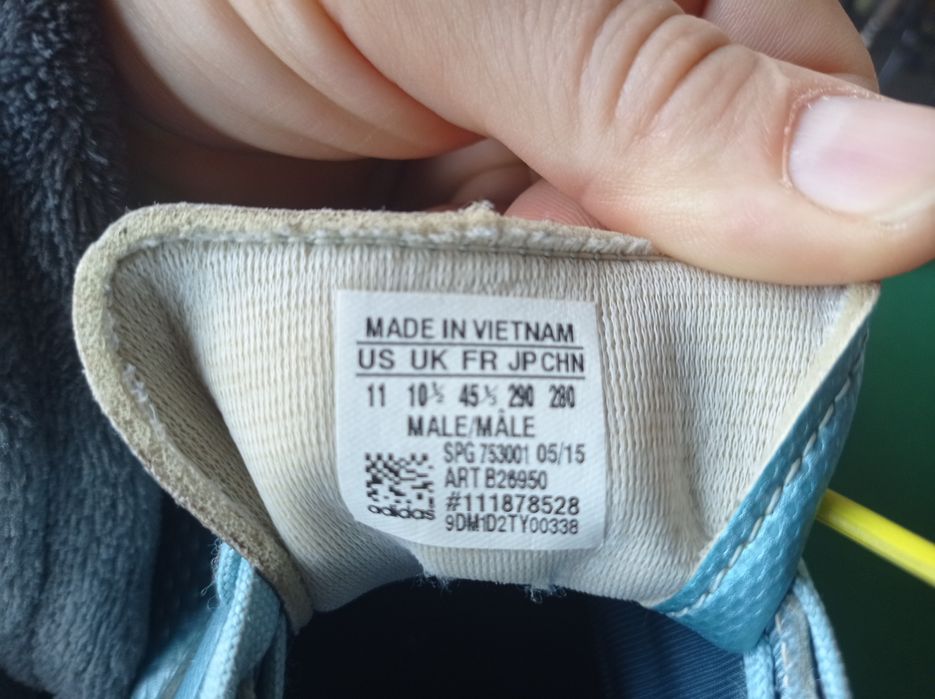 MADE IN VIETNAM
US UK FR JP CHN
11 10½ 45⅓ 290 280
MALE/MÂLE
SPG 753001 05/15
ART B26950
#111878528
adidas
9DM1D2TY00338